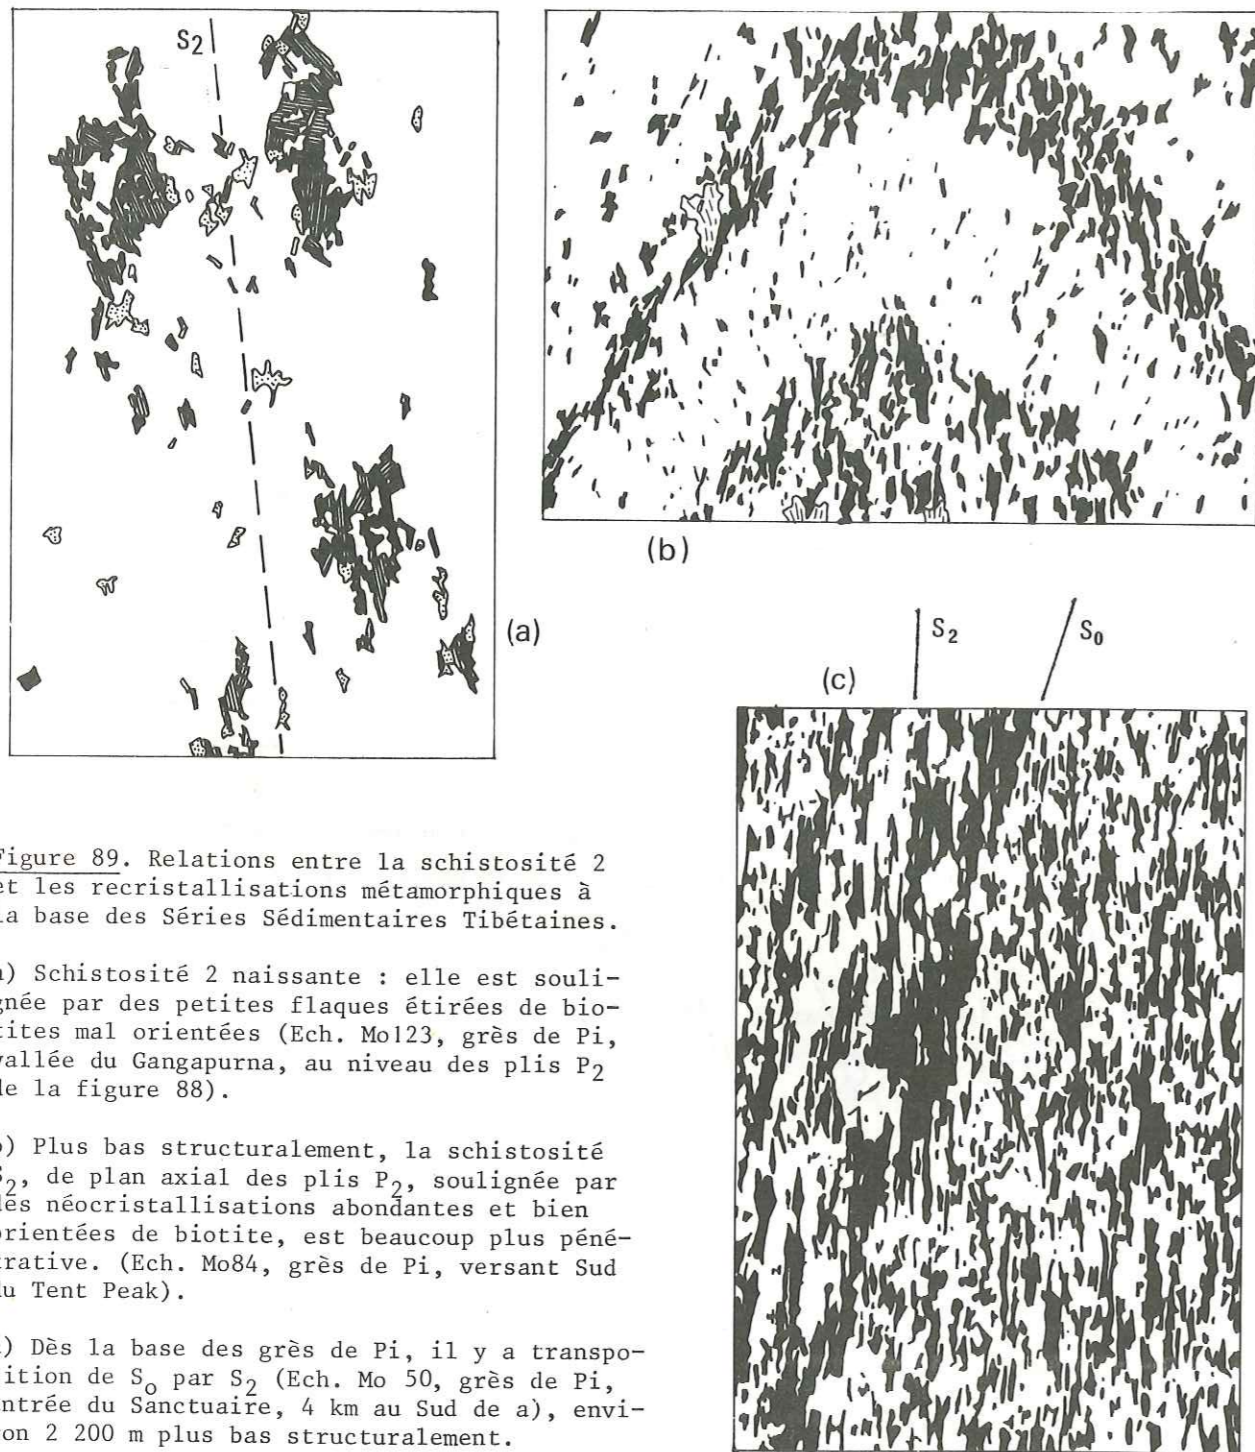 S2
(a)
(b)
S2
S0
(c)
Figure 89. Relations entre la schistosité 2
et les recristallisations métamorphiques à
la base des Séries Sédimentaires Tibétaines.
a) Schistosité 2 naissante : elle est souli-
gnée par des petites flaques étirées de bio-
tites mal orientées (Ech. Mo123, grès de Pi,
vallée du Gangapurna, au niveau des plis P2
de la figure 88).
b) Plus bas structuralement, la schistosité
S2, de plan axial des plis P2, soulignée par
des néocristallisations abondantes et bien
orientées de biotite, est beaucoup plus péné-
trative. (Ech. Mo84, grès de Pi, versant Sud
du Tent Peak).
c) Dès la base des grès de Pi, il y a transpo-
sition de So par S2 (Ech. Mo 50, grès de Pi,
entrée du Sanctuaire, 4 km au Sud de a), envi-
ron 2 200 m plus bas structuralement.